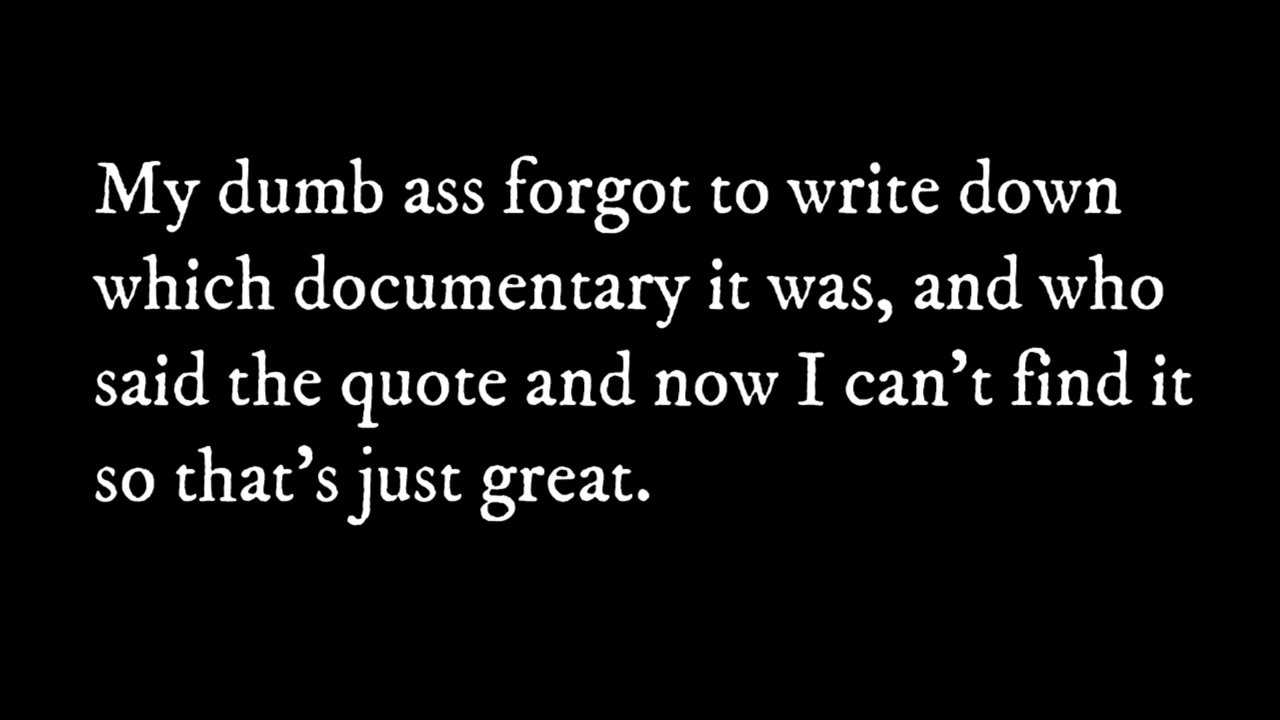 My dumb ass forgot to write down
which documentary it was, and who
said the quote and now I can’t find it
so that’s just great.